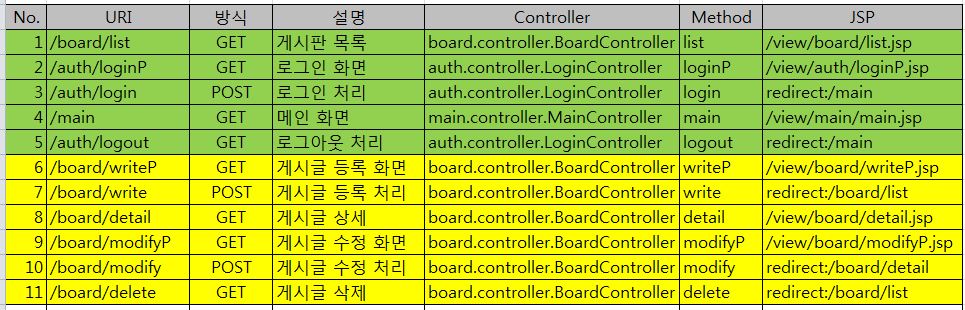 No. URI 방식 설명 Controller Method JSP
1 /board/list GET 게시판 목록 board.controller.BoardController list /view/board/list.jsp
2 /auth/loginP GET 로그인 화면 auth.controller.LoginController loginP /view/auth/loginP.jsp
3 /auth/login POST 로그인 처리 auth.controller.LoginController login redirect:/main
4 /main GET 메인 화면 main.controller.MainController main /view/main/main.jsp
5 /auth/logout GET 로그아웃 처리 auth.controller.LoginController logout redirect:/main
6 /board/writeP GET 게시글 등록 화면 board.controller.BoardController writeP /view/board/writeP.jsp
7 /board/write POST 게시글 등록 처리 board.controller.BoardController write redirect:/board/list
8 /board/detail GET 게시글 상세 board.controller.BoardController detail /view/board/detail.jsp
9 /board/modifyP GET 게시글 수정 화면 board.controller.BoardController modifyP /view/board/modifyP.jsp
10 /board/modify POST 게시글 수정 처리 board.controller.BoardController modify redirect:/board/detail
11 /board/delete GET 게시글 삭제 board.controller.BoardController delete redirect:/board/list